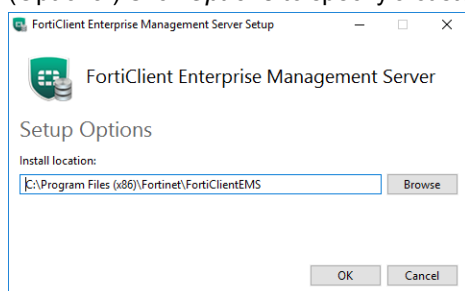 FortiClient Enterprise Management Server Setup
FortiClient Enterprise Management Server
Setup Options
Install location:
C:\Program Files (x86)\Fortinet\FortiClientEMS
Browse
OK Cancel